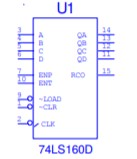 U1
3 A QA 14
4 B QB 13
5 C QC 12
6 D QD 11
7 ENP RCO 15
10 ENT
9 ~LOAD
1 ~CLR
2 CLK
74LS160D